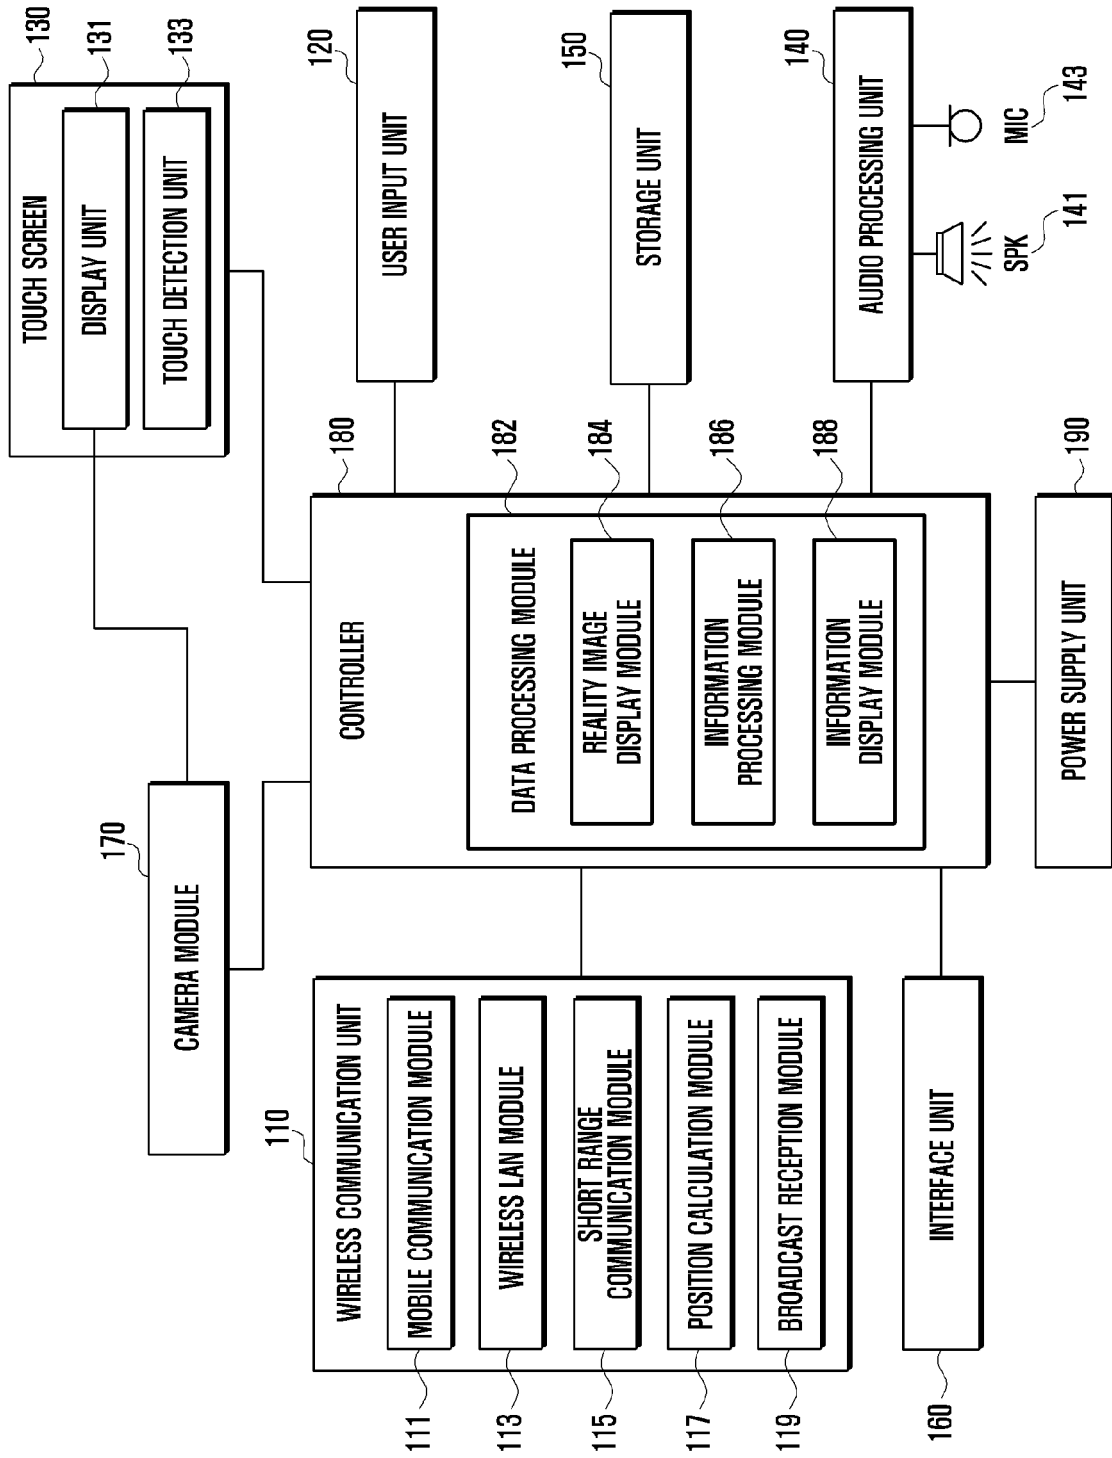 170
CAMERA MODULE
130
TOUCH SCREEN
131
DISPLAY UNIT
133
TOUCH DETECTION UNIT
110
WIRELESS COMMUNICATION UNIT
111
MOBILE COMMUNICATION MODULE
113
WIRELESS LAN MODULE
115
SHORT RANGE
COMMUNICATION MODULE
117
POSITION CALCULATION MODULE
119
BROADCAST RECEPTION MODULE
160
INTERFACE UNIT
180
CONTROLLER
182
DATA PROCESSING MODULE
184
REALITY IMAGE
DISPLAY MODULE
186
INFORMATION
PROCESSING MODULE
188
INFORMATION
DISPLAY MODULE
190
POWER SUPPLY UNIT
120
USER INPUT UNIT
150
STORAGE UNIT
140
AUDIO PROCESSING UNIT
SPK
141
MIC
143